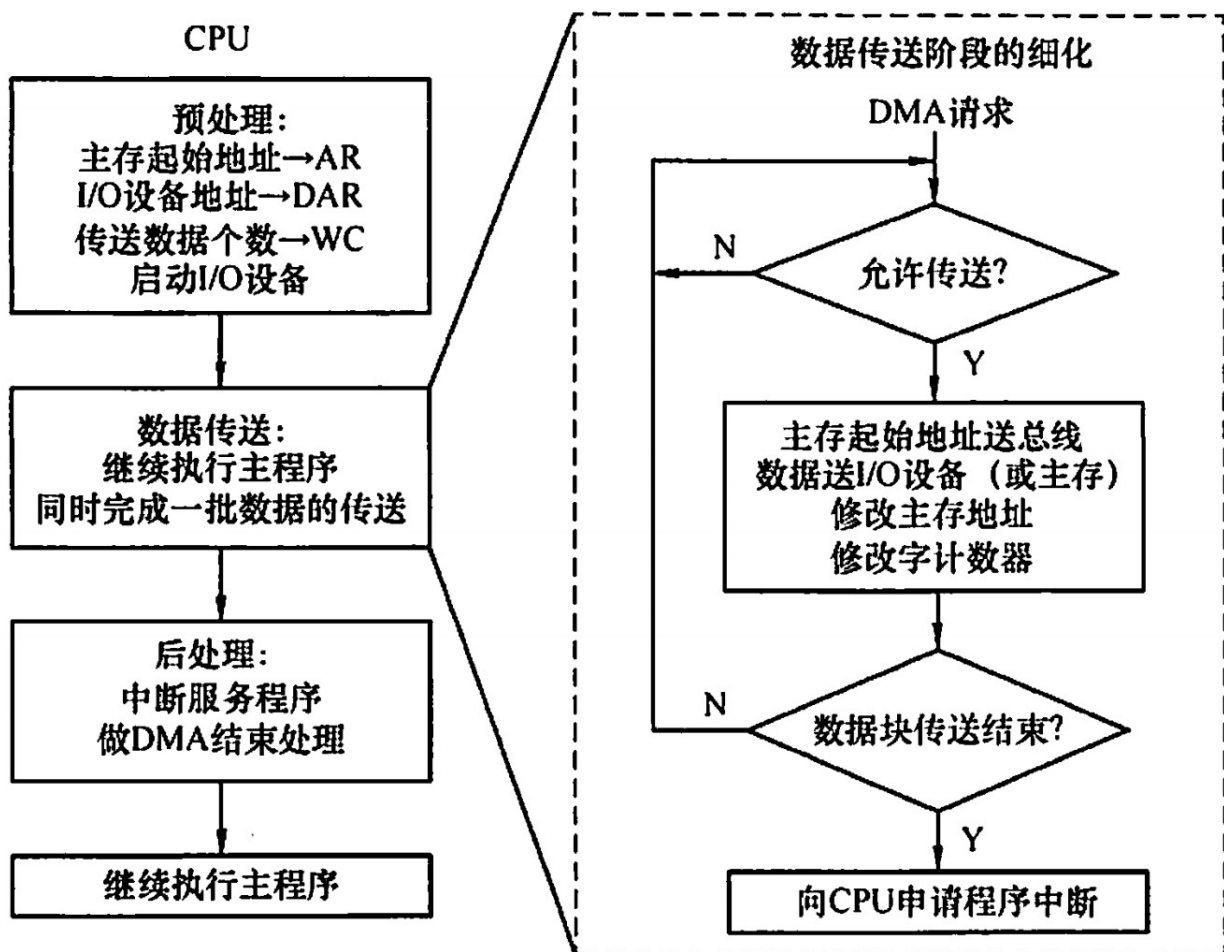 CPU
预处理：
主存起始地址→AR
I/O设备地址→DAR
传送数据个数→WC
启动I/O设备
数据传送：
继续执行主程序
同时完成一批数据的传送
后处理：
中断服务程序
做DMA结束处理
继续执行主程序
数据传送阶段的细化
DMA请求
N
允许传送?
Y
主存起始地址送总线
数据送I/O设备（或主存）
修改主存地址
修改字计数器
N
数据块传送结束?
Y
向CPU申请程序中断